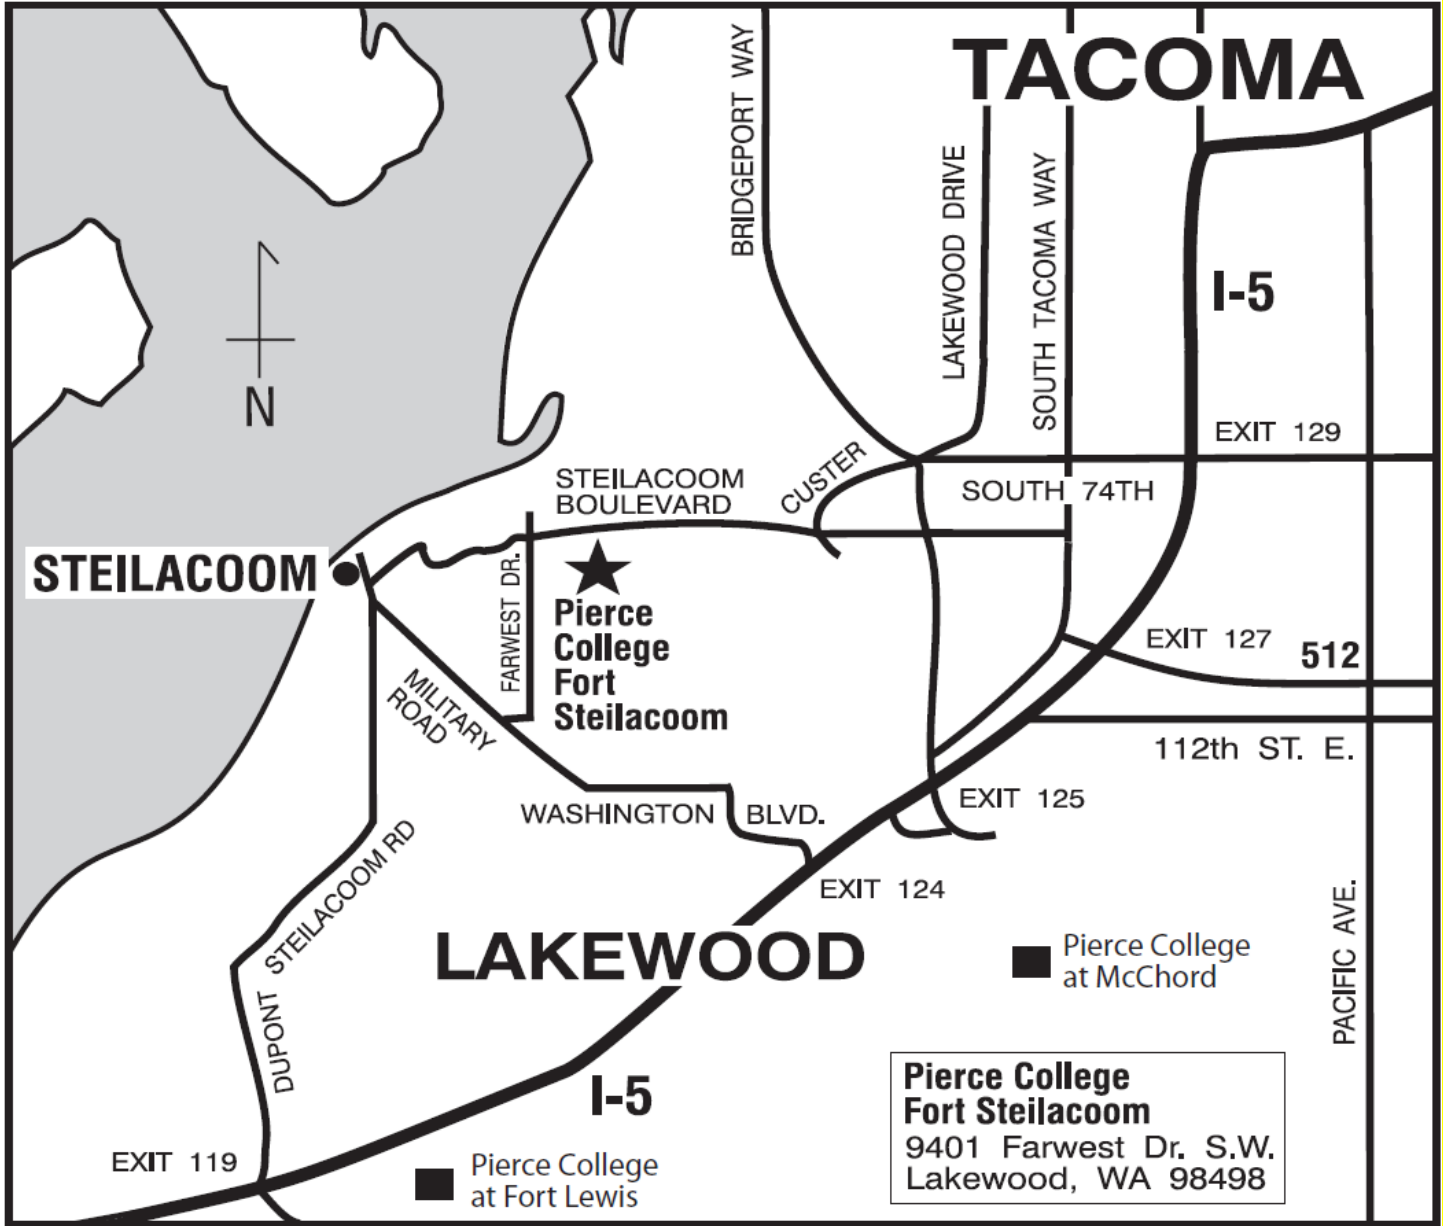 TACOMA
BRIDGEPORT WAY
LAKEWOOD DRIVE
SOUTH TACOMA WAY
I-5
N
EXIT 129
CUSTER
STEILACOOM
BOULEVARD
SOUTH 74TH
STEILACOOM
FARWEST DR.
Pierce
College
Fort
Steilacoom
EXIT 127
512
MILITARY
ROAD
112th ST. E.
WASHINGTON BLVD.
EXIT 125
DUPONT STEILACOOM RD
EXIT 124
LAKEWOOD
Pierce College
at McChord
PACIFIC AVE.
I-5
Pierce College
Fort Steilacoom
9401 Farwest Dr. S.W.
Lakewood, WA 98498
EXIT 119
Pierce College
at Fort Lewis